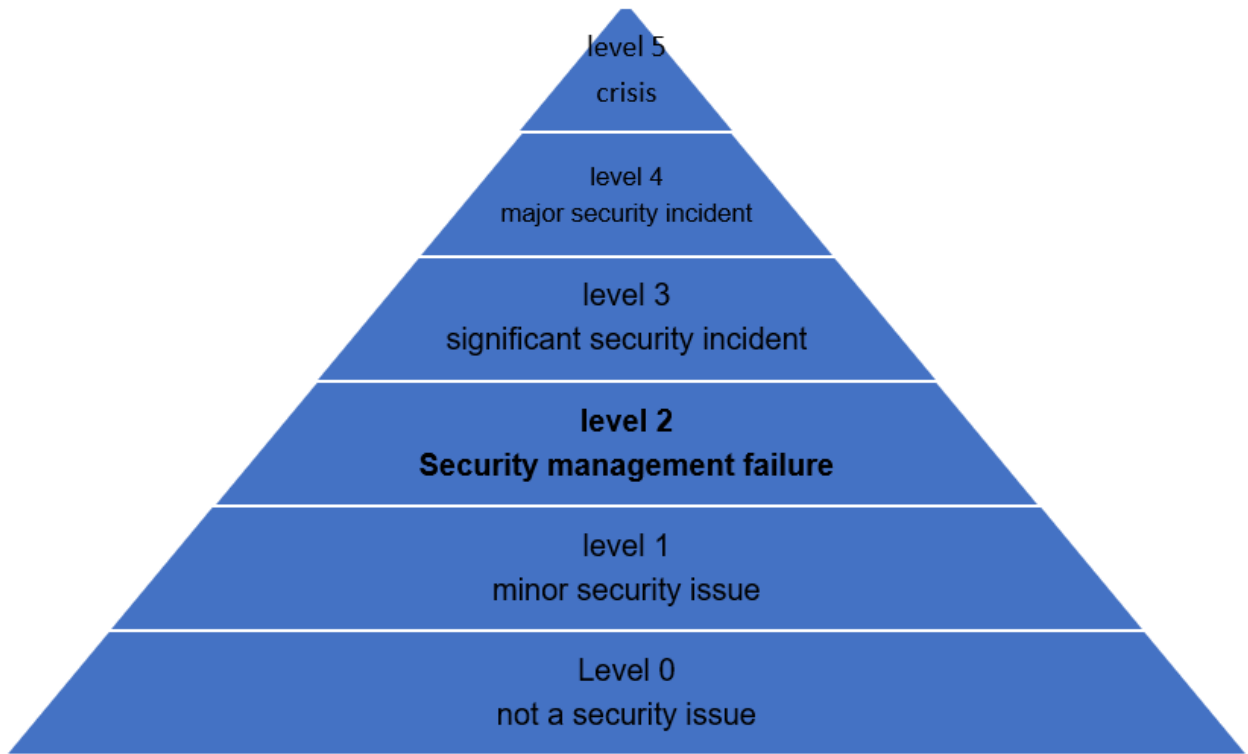 level 5
crisis
level 4
major security incident
level 3
significant security incident
level 2
Security management failure
level 1
minor security issue
Level 0
not a security issue